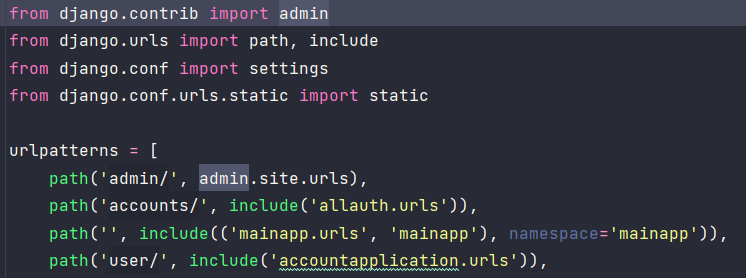 from django.contrib import admin
from django.urls import path, include
from django.conf import settings
from django.conf.urls.static import static
urlpatterns = [
    path('admin/', admin.site.urls),
    path('accounts/', include('allauth.urls')),
    path('', include(('mainapp.urls', 'mainapp'), namespace='mainapp')),
    path('user/', include('accountapplication.urls')),